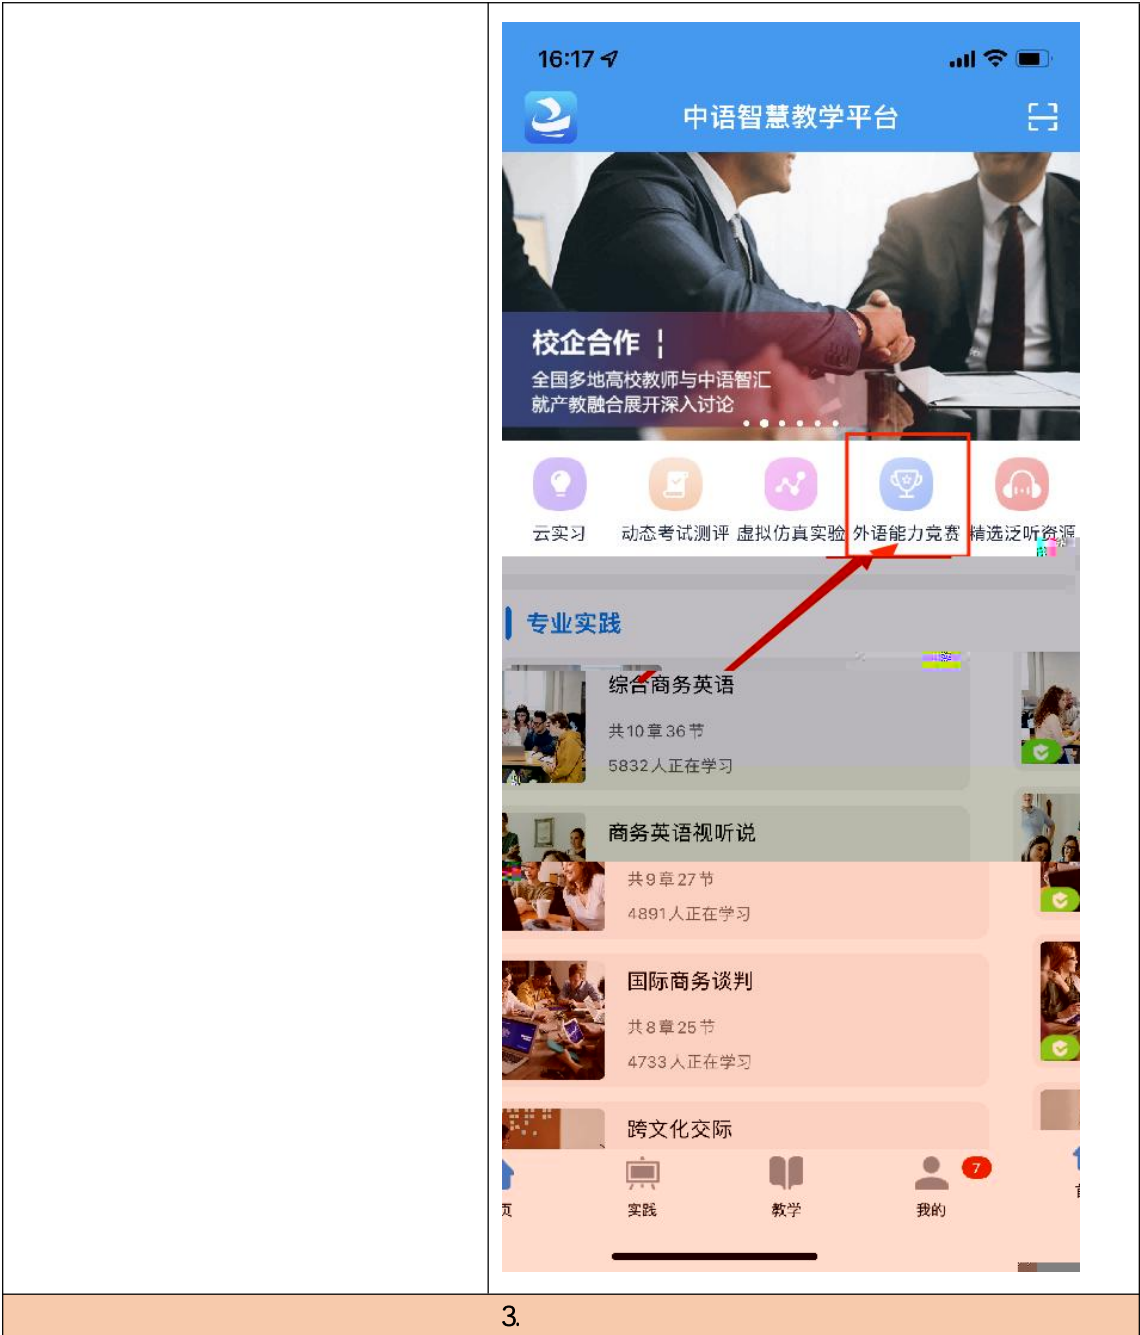 16:17
中语智慧教学平台
校企合作
全国多地高校教师与中语智汇
就产教融合展开深入讨论
云实习 动态考试测评 虚拟仿真实验 外语能力竞赛 精选泛听资源
专业实践
综合商务英语
共10章36节
5832人正在学习
商务英语视听说
共9章27节
4891人正在学习
国际商务谈判
共8章25节
4733人正在学习
跨文化交际
7
页 实践 教学 我的
3.